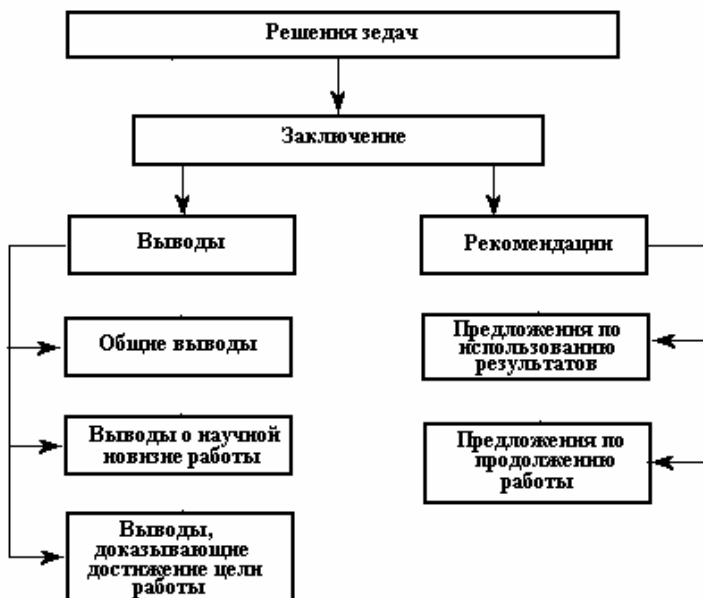 Решения зедач
Заключение
Выводы
Рекомендации
Общие выводы
Предложения по
использованию
результатов
Выводы о научной
новизне работы
Предложения по
продолжению
работы
Выводы,
доказывающие
достижение цели
работы